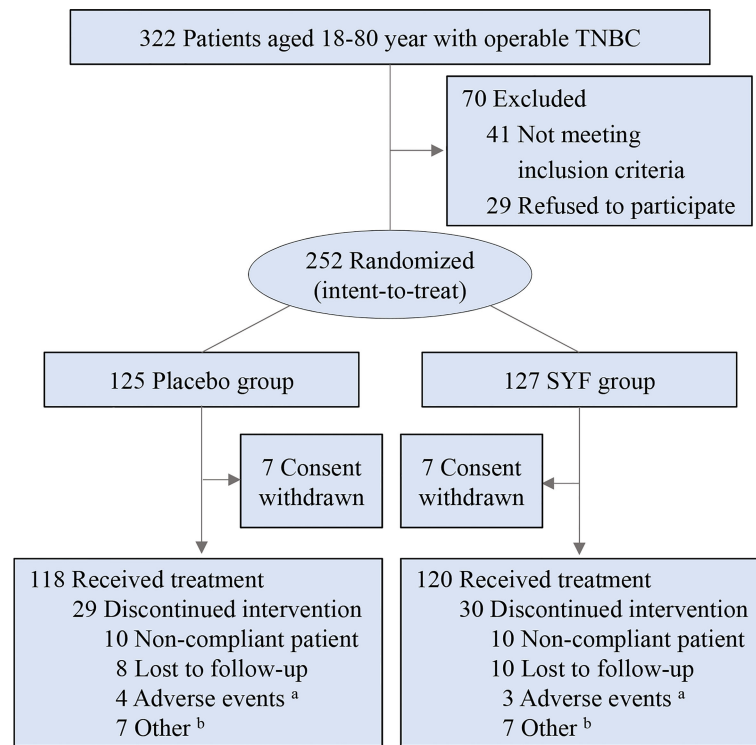 322 Patients aged 18-80 year with operable TNBC
70 Excluded
41 Not meeting
inclusion criteria
29 Refused to participate
252 Randomized
(intent-to-treat)
125 Placebo group
127 SYF group
7 Consent
withdrawn
7 Consent
withdrawn
118 Received treatment
29 Discontinued intervention
10 Non-compliant patient
8 Lost to follow-up
4 Adverse events ᵃ
7 Other ᵇ
120 Received treatment
30 Discontinued intervention
10 Non-compliant patient
10 Lost to follow-up
3 Adverse events ᵃ
7 Other ᵇ